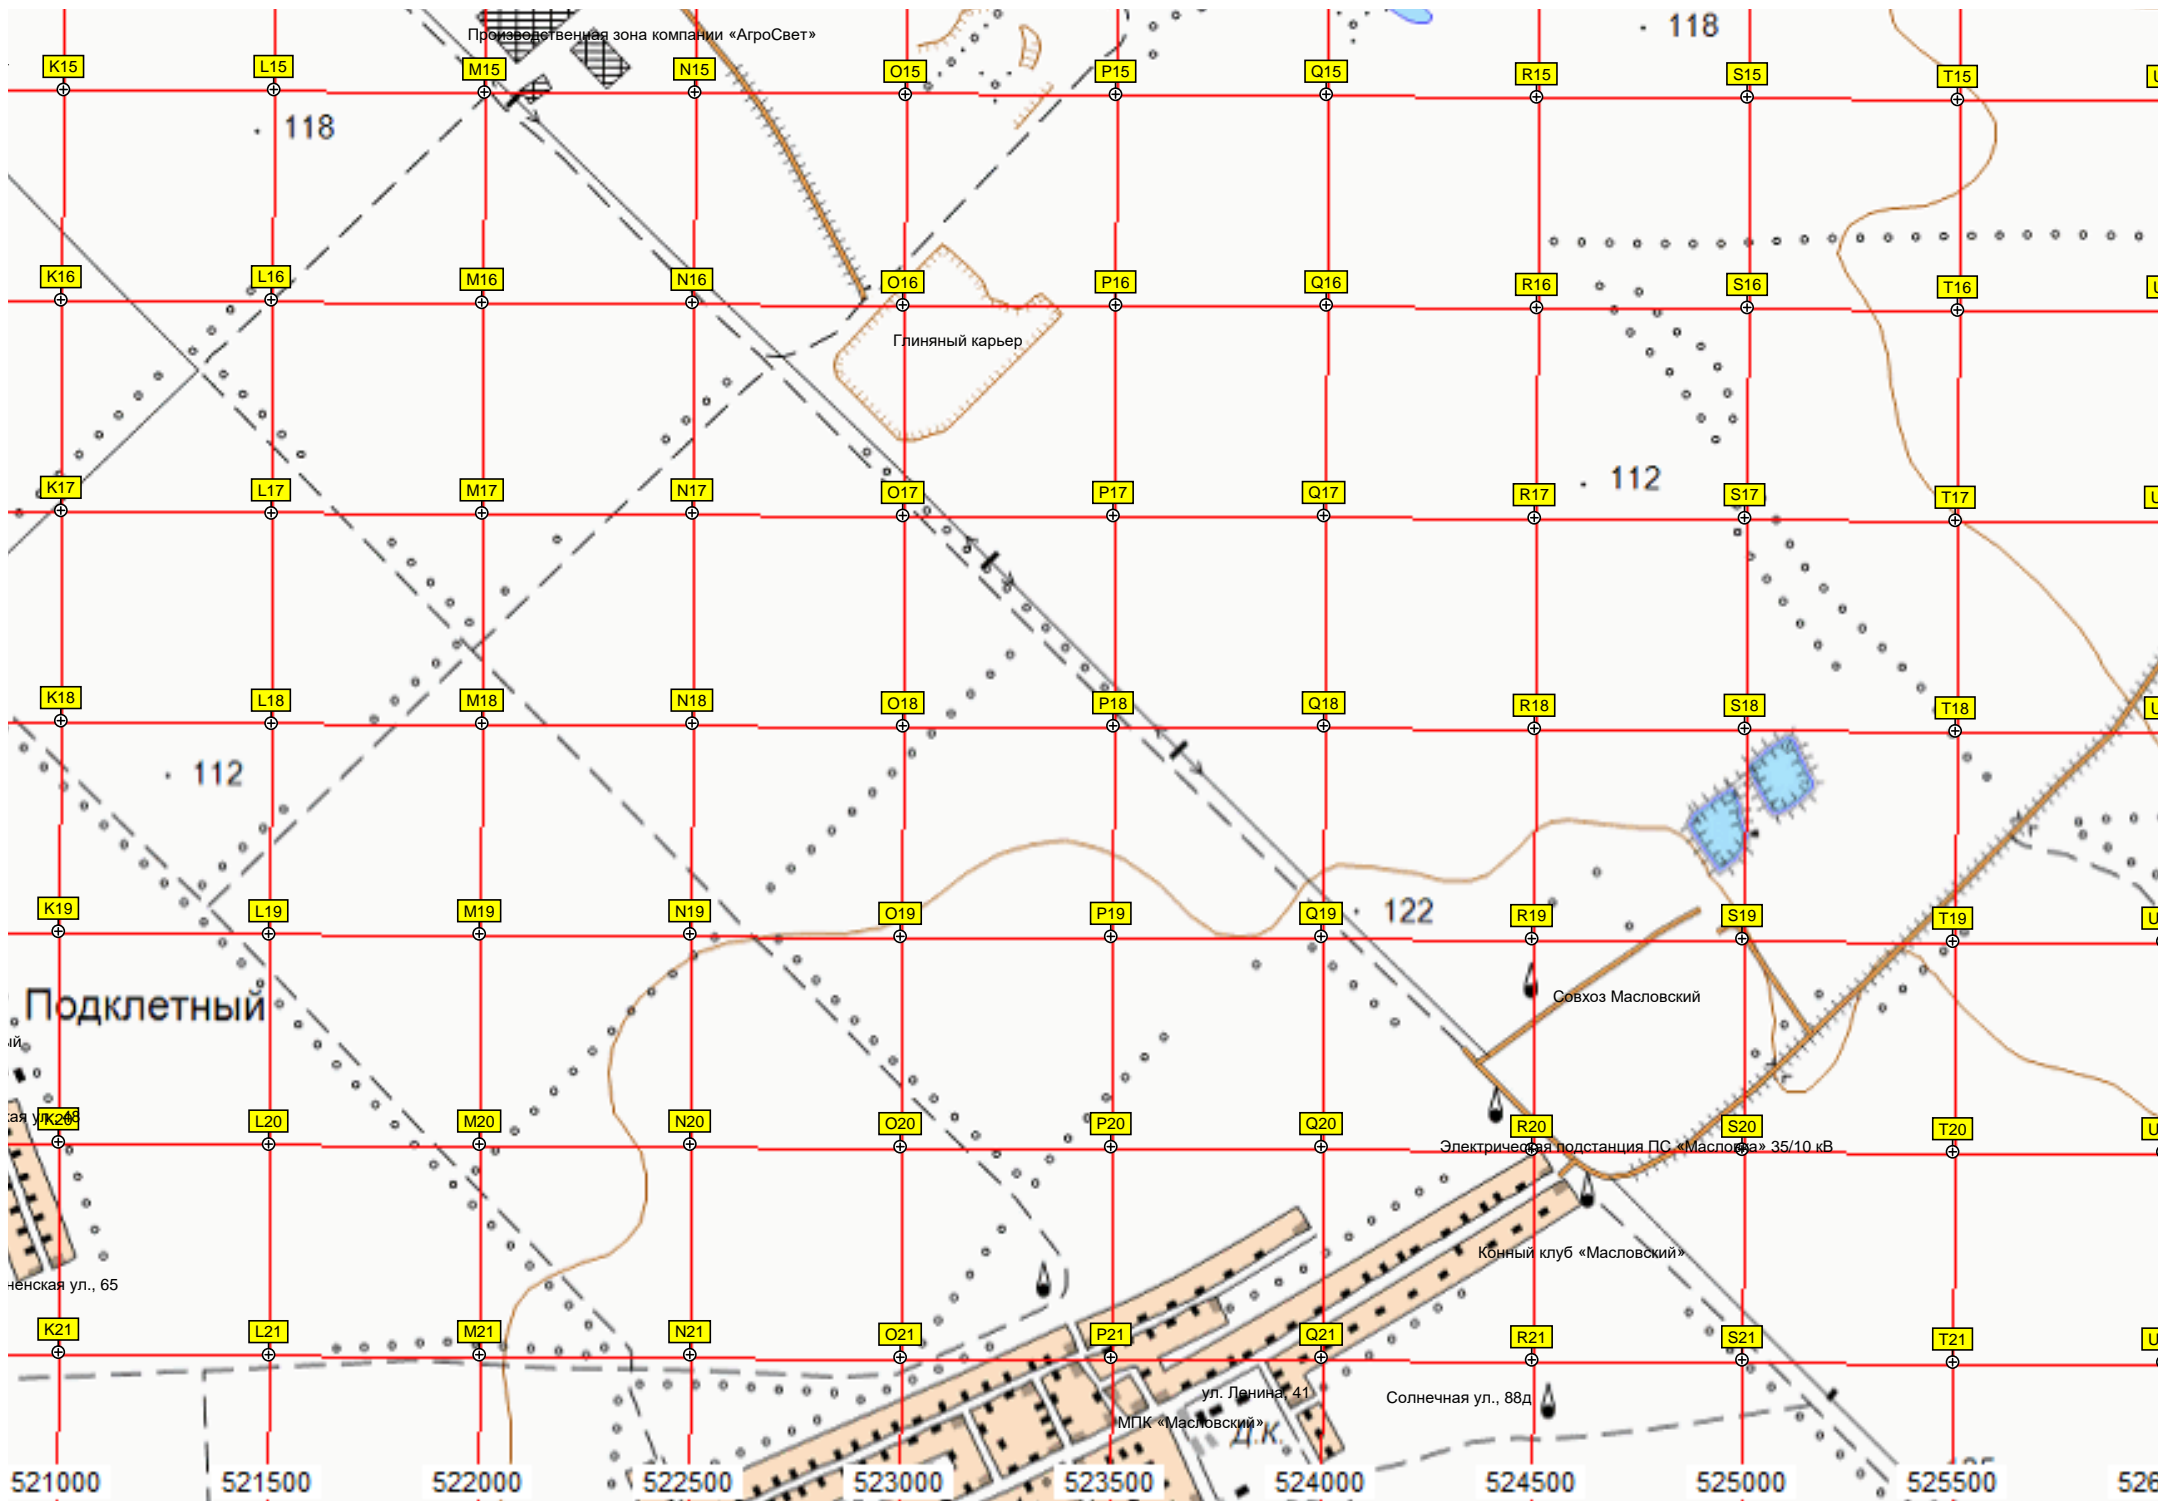 118
Производственная зона компании «АгроСвет»
K15 L15 M15 N15 O15 P15 Q15 R15 S15 T15 U
118
K16 L16 M16 N16 O16 P16 Q16 R16 S16 T16 U
Глиняный карьер
112
K17 L17 M17 N17 O17 P17 Q17 R17 S17 T17 U
K18 L18 M18 N18 O18 P18 Q18 R18 S18 T18 U
112
122
K19 L19 M19 N19 O19 P19 Q19 R19 S19 T19 U
Совхоз Масловский
Подклетный
ый
кая ул., 48
K20 L20 M20 N20 O20 P20 Q20 R20 S20 T20 U
Электрическая подстанция ПС «Масловка» 35/10 кВ
Конный клуб «Масловский»
ненская ул., 65
K21 L21 M21 N21 O21 P21 Q21 R21 S21 T21 U
ул. Ленина, 41
Солнечная ул., 88д
МПК «Масловский»
Д.К.
521000 521500 522000 522500 523000 523500 524000 524500 525000 525500 526